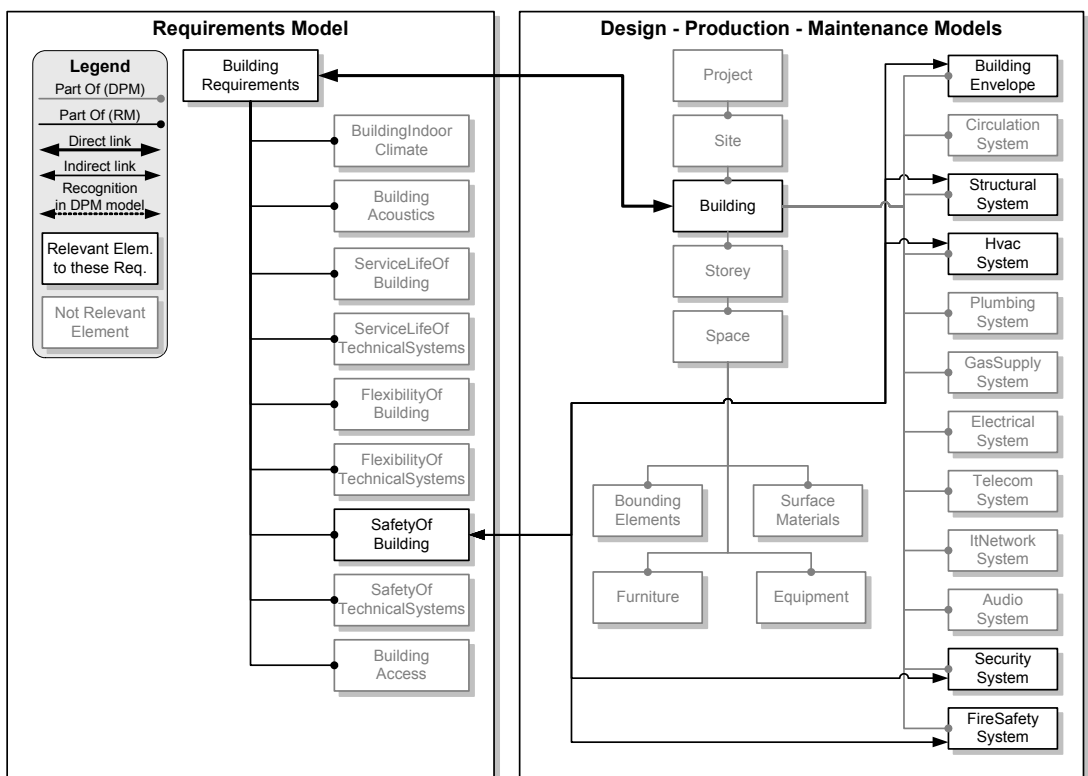 Requirements Model
Legend
Part Of (DPM)
Part Of (RM)
Direct link
Indirect link
Recognition
in DPM model
Relevant Elem.
to these Req.
Not Relevant
Element
Building
Requirements
BuildingIndoor
Climate
Building
Acoustics
ServiceLifeOf
Building
ServiceLifeOf
TechnicalSystems
FlexibilityOf
Building
FlexibilityOf
TechnicalSystems
SafetyOf
Building
SafetyOf
TechnicalSystems
Building
Access
Design - Production - Maintenance Models
Project
Site
Building
Storey
Space
Bounding
Elements
Surface
Materials
Furniture
Equipment
Building
Envelope
Circulation
System
Structural
System
Hvac
System
Plumbing
System
GasSupply
System
Electrical
System
Telecom
System
ItNetwork
System
Audio
System
Security
System
FireSafety
System